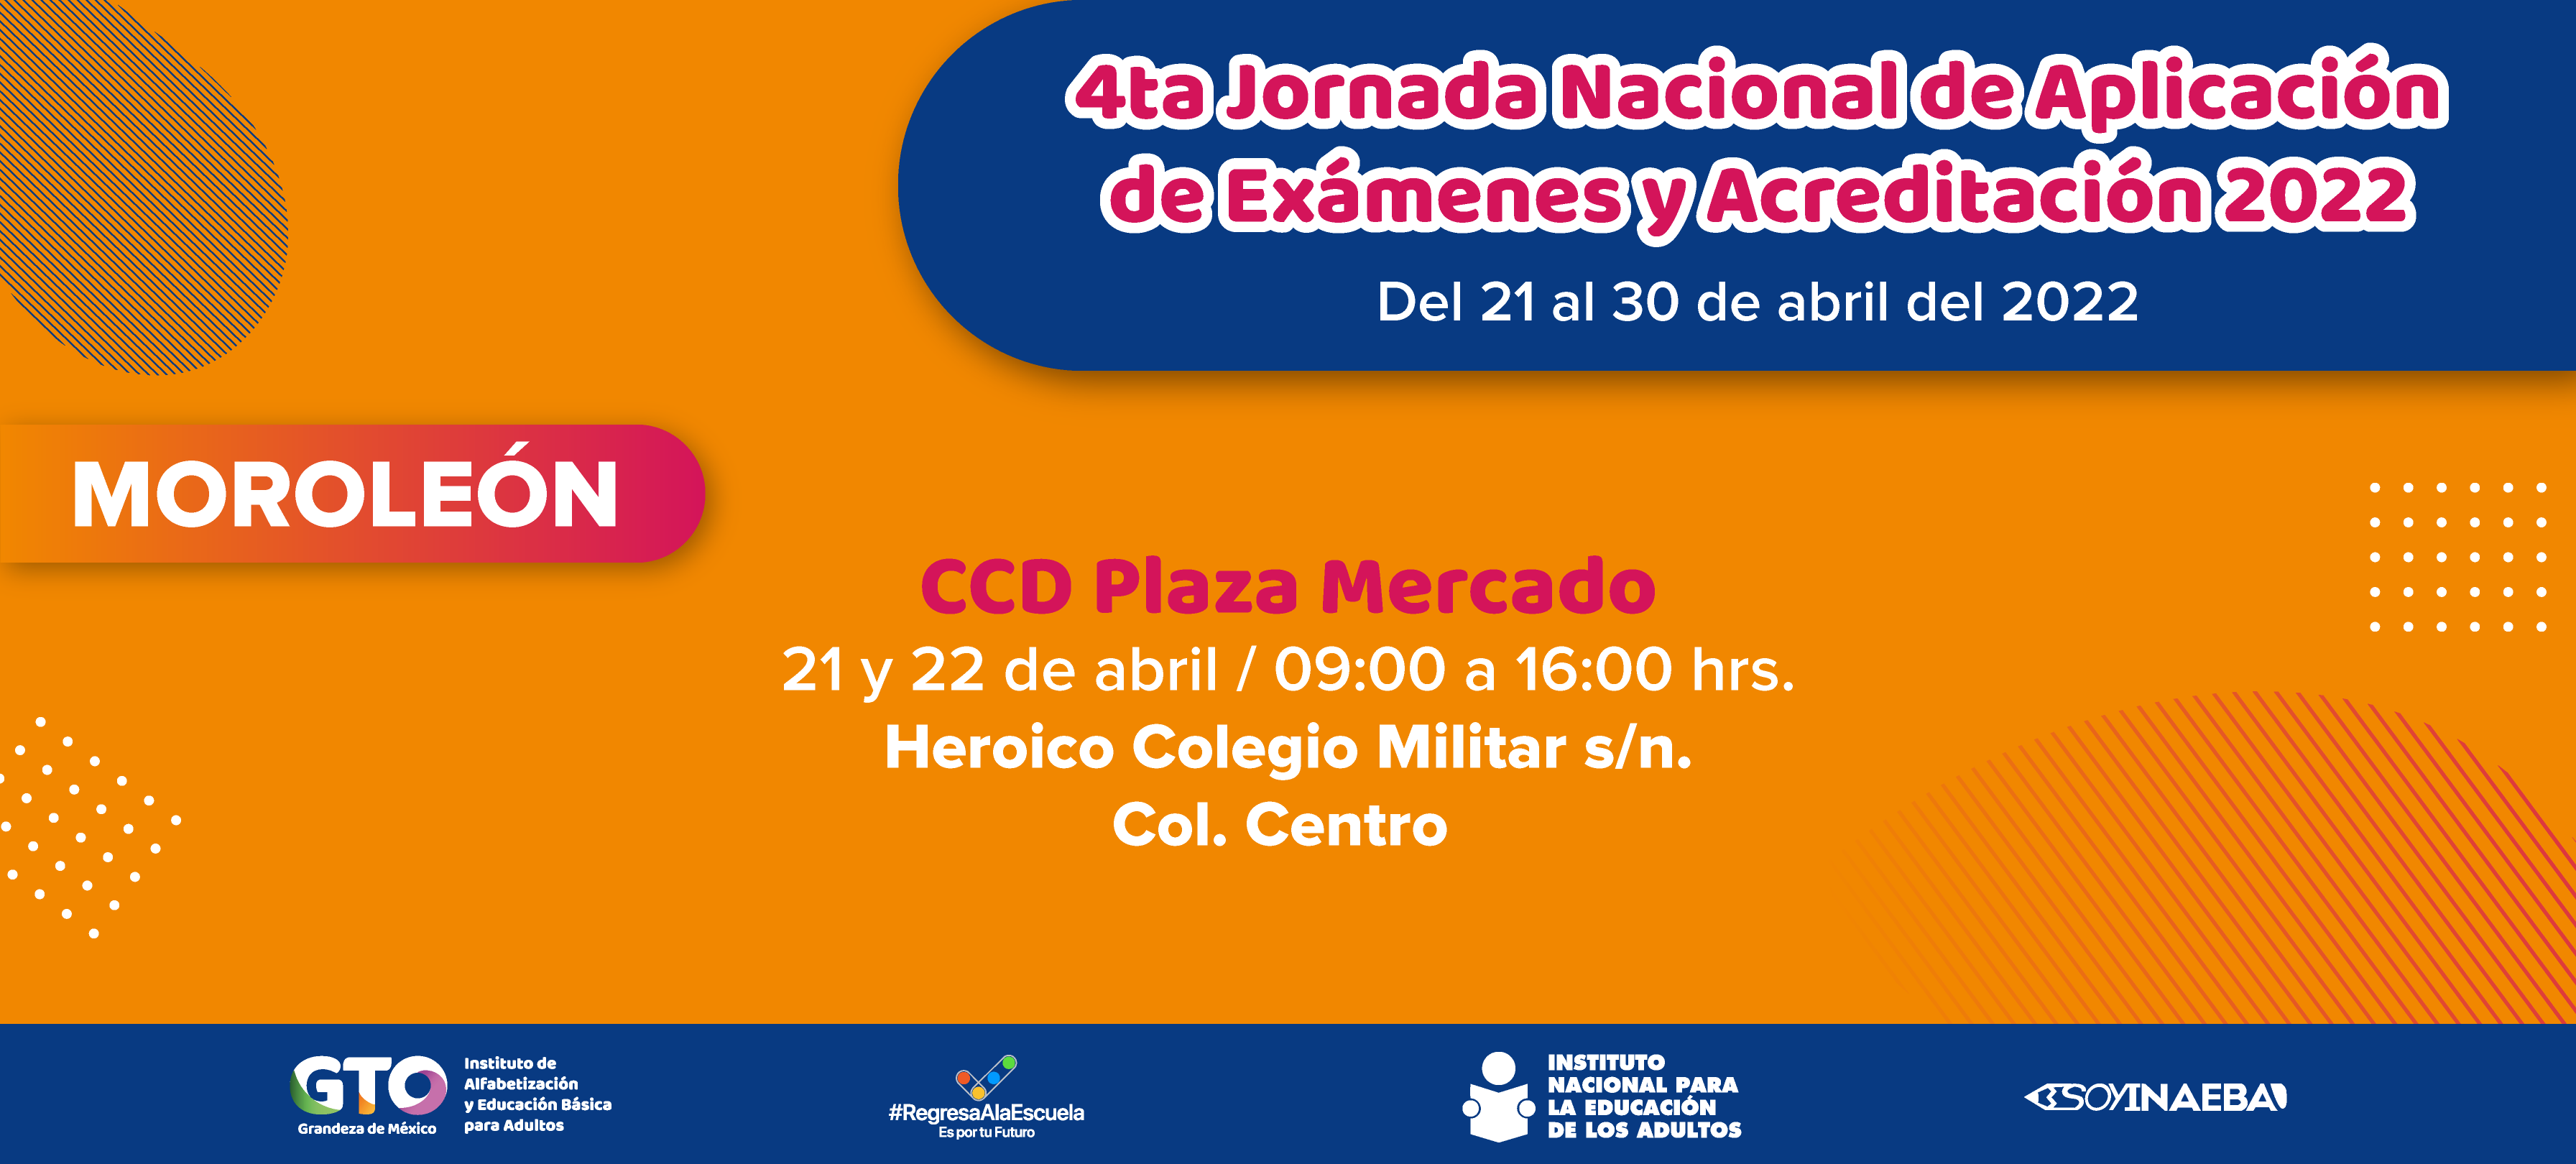 4ta Jornada Nacional de Aplicación
de Exámenes y Acreditación 2022
Del 21 al 30 de abril del 2022
MOROLEÓN
CCD Plaza Mercado
21 y 22 de abril / 09:00 a 16:00 hrs.
Heroico Colegio Militar s/n.
Col. Centro
GTO
Grandeza de México
Instituto de
Alfabetización
y Educación Básica
para Adultos
#RegresaAlaEscuela
Es por tu Futuro
INSTITUTO
NACIONAL PARA
LA EDUCACIÓN
DE LOS ADULTOS
SOYINAEBA